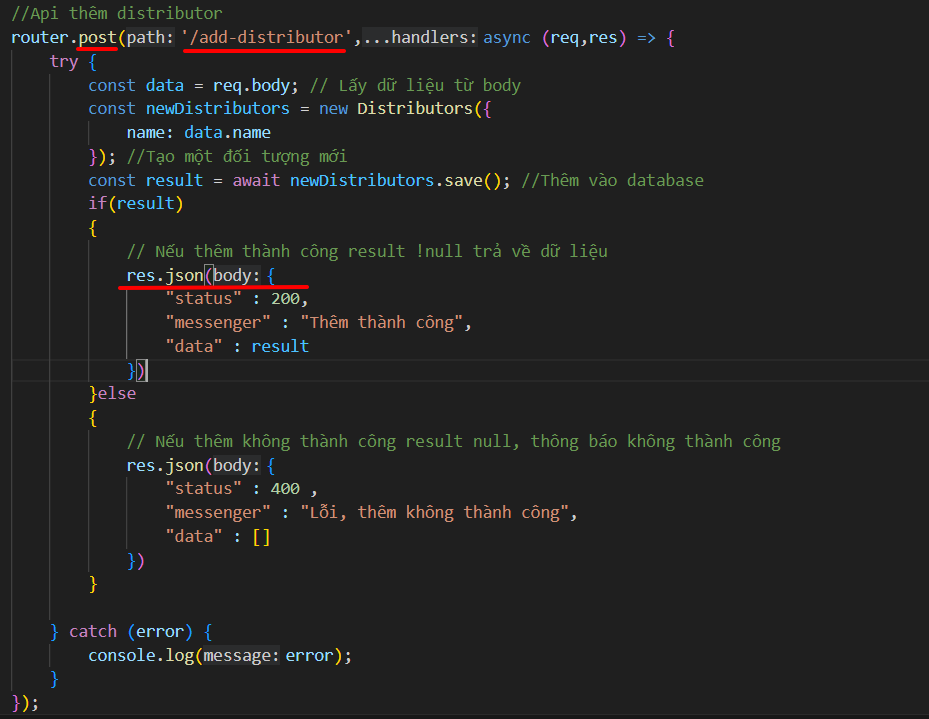 //Api thêm distributor
router.post(path: '/add-distributor',...handlers: async (req,res) => {
    try {
        const data = req.body; // Lấy dữ liệu từ body
        const newDistributors = new Distributors({
            name: data.name
        }); //Tạo một đối tượng mới
        const result = await newDistributors.save(); //Thêm vào database
        if(result)
        {
            // Nếu thêm thành công result !null trả về dữ liệu
            res.json(body: {
                "status" : 200,
                "messenger" : "Thêm thành công",
                "data" : result
            })
        }else
        {
            // Nếu thêm không thành công result null, thông báo không thành công
            res.json(body: {
                "status" : 400 ,
                "messenger" : "Lỗi, thêm không thành công",
                "data" : []
            })
        }

    } catch (error) {
        console.log(message: error);
    }
});